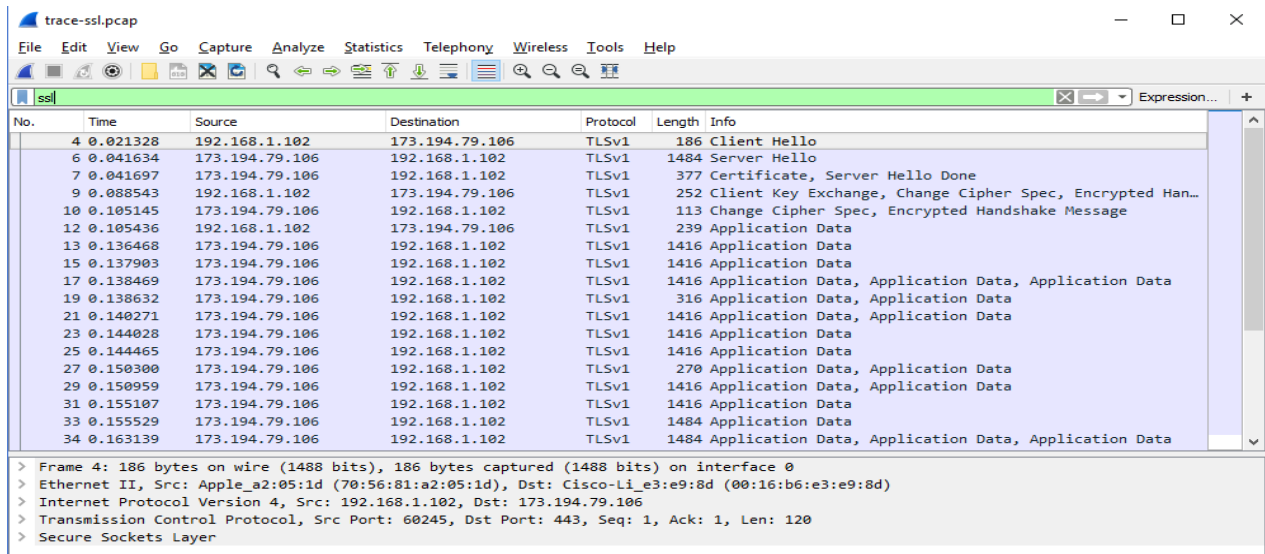 trace-ssl.pcap
File Edit View Go Capture Analyze Statistics Telephony Wireless Tools Help
ssl Expression... +
No. Time Source Destination Protocol Length Info
4 0.021328 192.168.1.102 173.194.79.106 TLSv1 186 Client Hello
6 0.041634 173.194.79.106 192.168.1.102 TLSv1 1484 Server Hello
7 0.041697 173.194.79.106 192.168.1.102 TLSv1 377 Certificate, Server Hello Done
9 0.088543 192.168.1.102 173.194.79.106 TLSv1 252 Client Key Exchange, Change Cipher Spec, Encrypted Han…
10 0.105145 173.194.79.106 192.168.1.102 TLSv1 113 Change Cipher Spec, Encrypted Handshake Message
12 0.105436 192.168.1.102 173.194.79.106 TLSv1 239 Application Data
13 0.136468 173.194.79.106 192.168.1.102 TLSv1 1416 Application Data
15 0.137903 173.194.79.106 192.168.1.102 TLSv1 1416 Application Data
17 0.138469 173.194.79.106 192.168.1.102 TLSv1 1416 Application Data, Application Data, Application Data
19 0.138632 173.194.79.106 192.168.1.102 TLSv1 316 Application Data, Application Data
21 0.140271 173.194.79.106 192.168.1.102 TLSv1 1416 Application Data, Application Data
23 0.144028 173.194.79.106 192.168.1.102 TLSv1 1416 Application Data
25 0.144465 173.194.79.106 192.168.1.102 TLSv1 1416 Application Data
27 0.150300 173.194.79.106 192.168.1.102 TLSv1 270 Application Data, Application Data
29 0.150959 173.194.79.106 192.168.1.102 TLSv1 1416 Application Data, Application Data
31 0.155107 173.194.79.106 192.168.1.102 TLSv1 1416 Application Data
33 0.155529 173.194.79.106 192.168.1.102 TLSv1 1484 Application Data
34 0.163139 173.194.79.106 192.168.1.102 TLSv1 1484 Application Data, Application Data, Application Data
> Frame 4: 186 bytes on wire (1488 bits), 186 bytes captured (1488 bits) on interface 0
> Ethernet II, Src: Apple_a2:05:1d (70:56:81:a2:05:1d), Dst: Cisco-Li_e3:e9:8d (00:16:b6:e3:e9:8d)
> Internet Protocol Version 4, Src: 192.168.1.102, Dst: 173.194.79.106
> Transmission Control Protocol, Src Port: 60245, Dst Port: 443, Seq: 1, Ack: 1, Len: 120
> Secure Sockets Layer